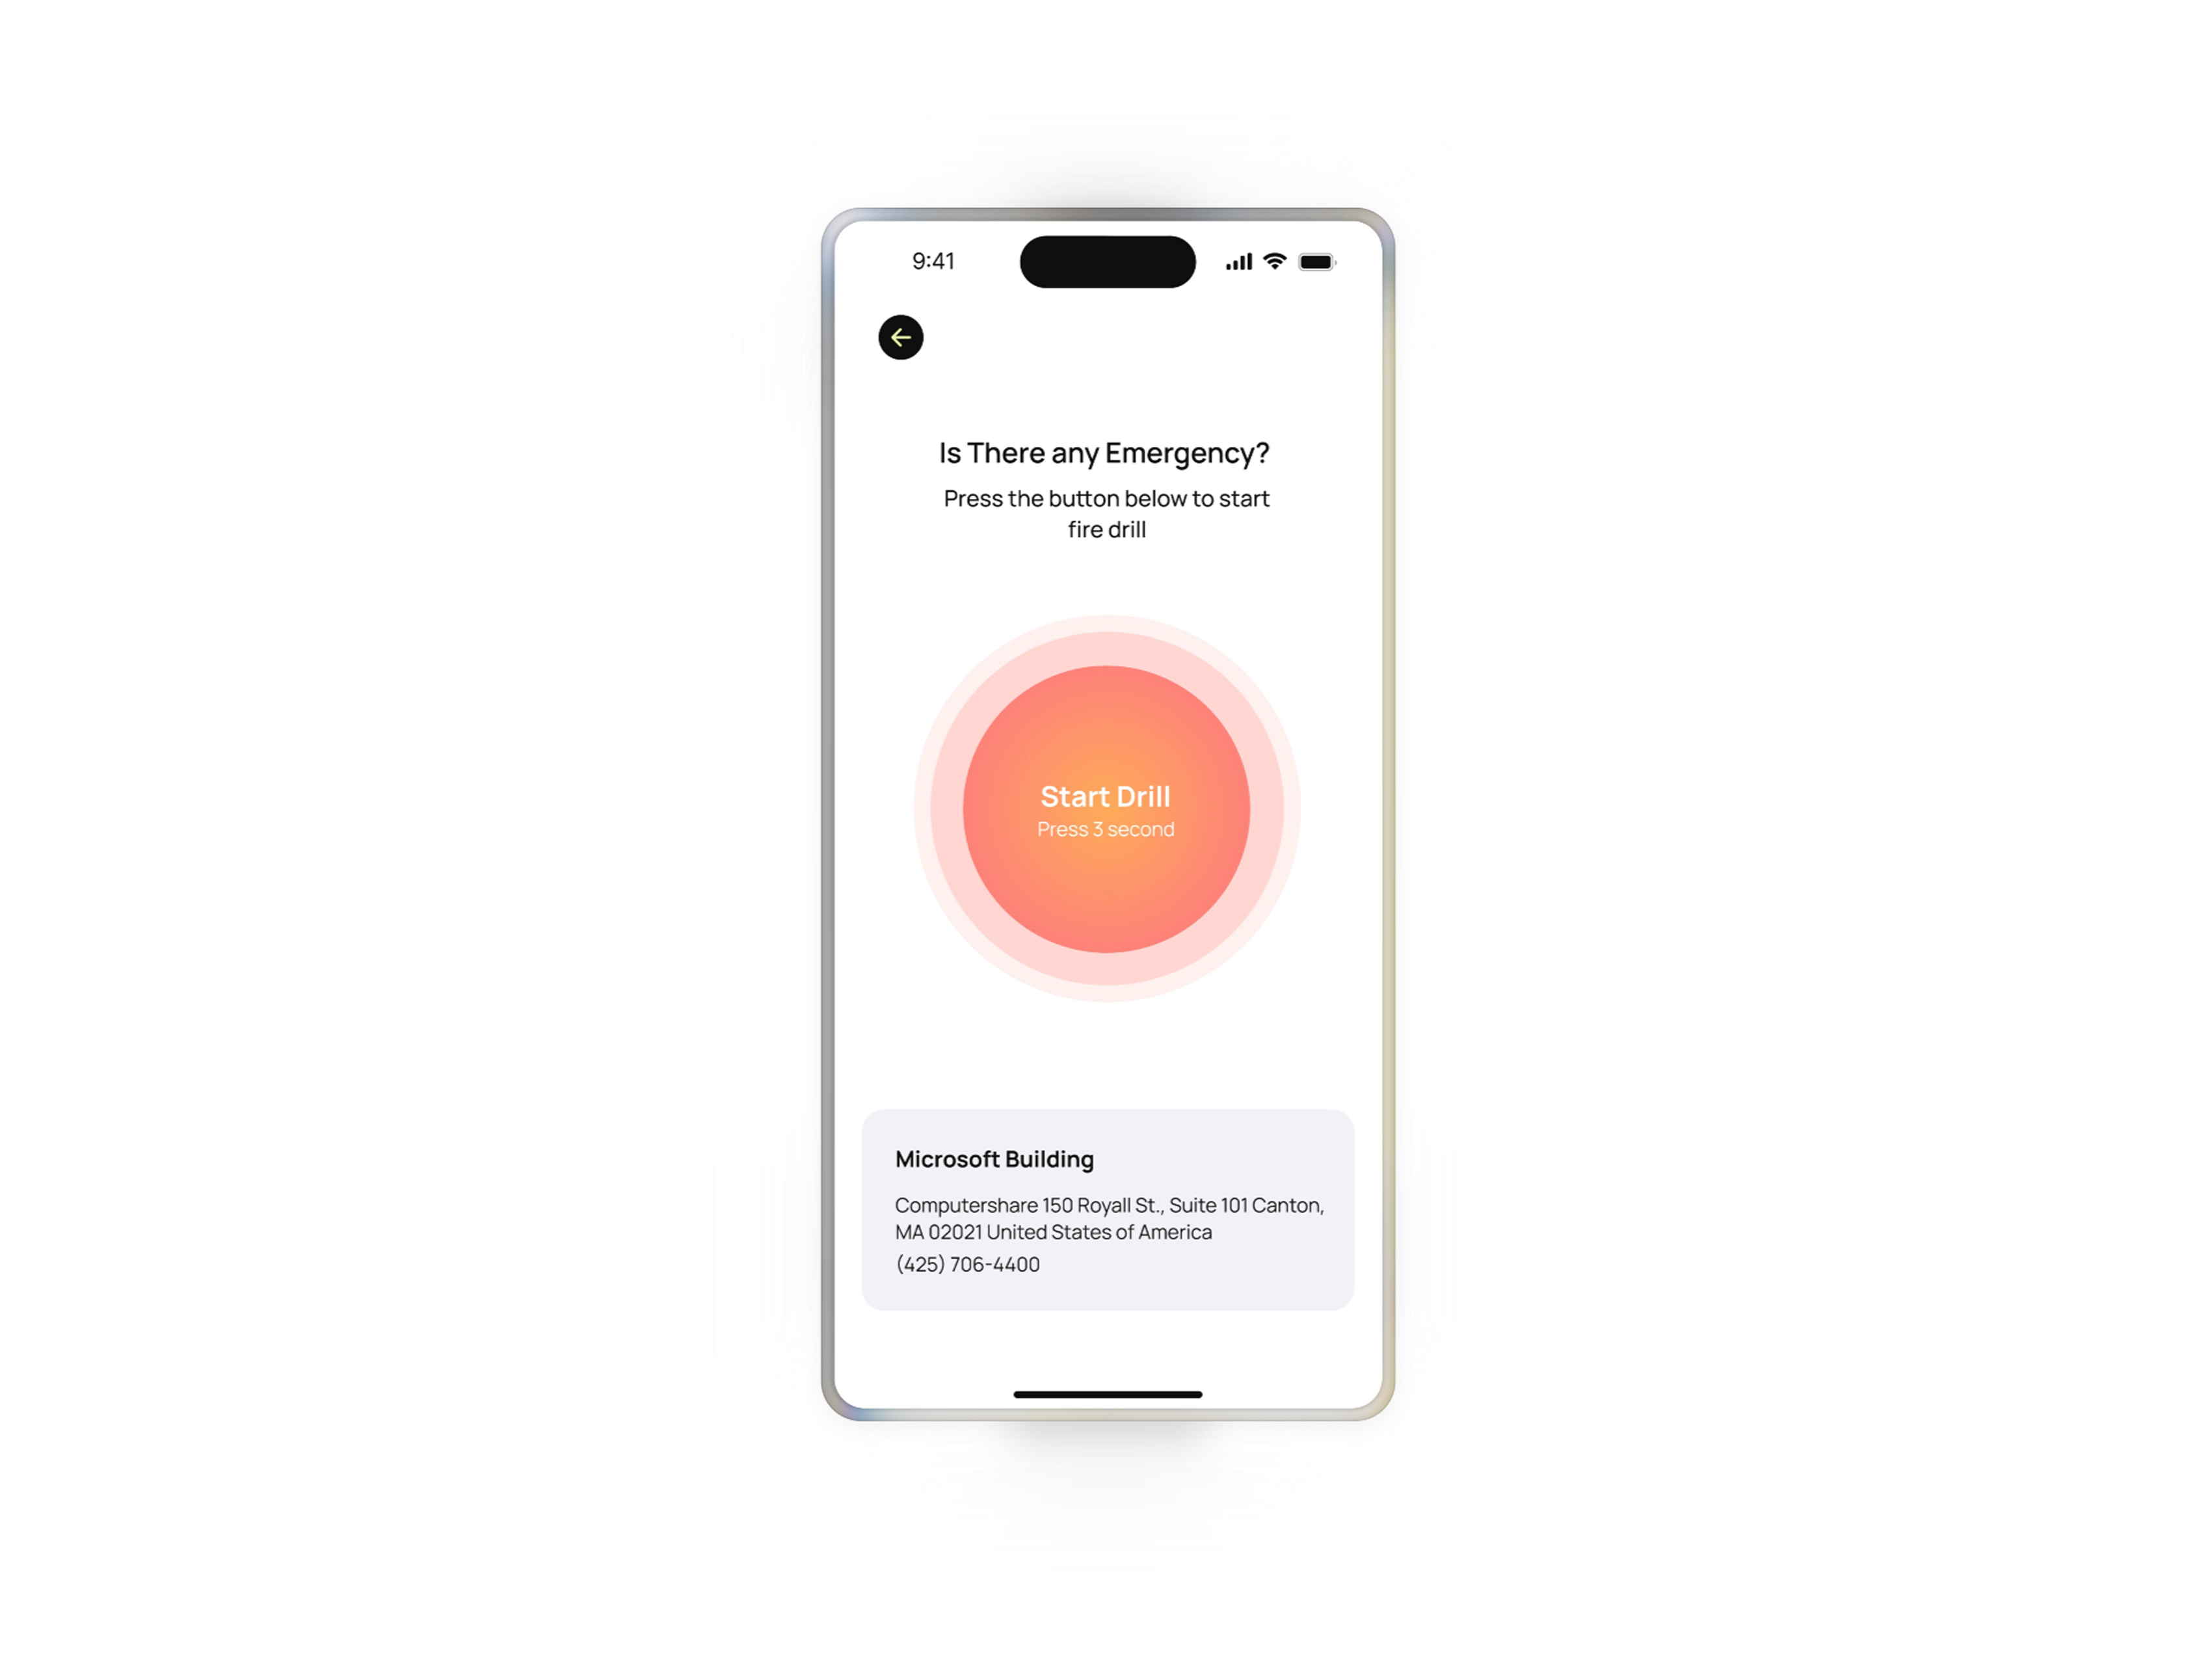 9:41
Is There any Emergency?
Press the button below to start
fire drill
Start Drill
Press 3 second
Microsoft Building
Computershare 150 Royall St., Suite 101 Canton,
MA 02021 United States of America
(425) 706-4400